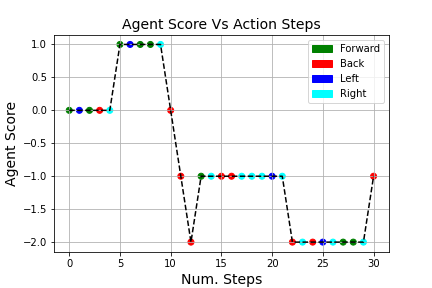 Agent Score Vs Action Steps
Agent Score
1.0
0.5
0.0
−0.5
−1.0
−1.5
−2.0
Forward
Back
Left
Right
0 5 10 15 20 25 30
Num. Steps